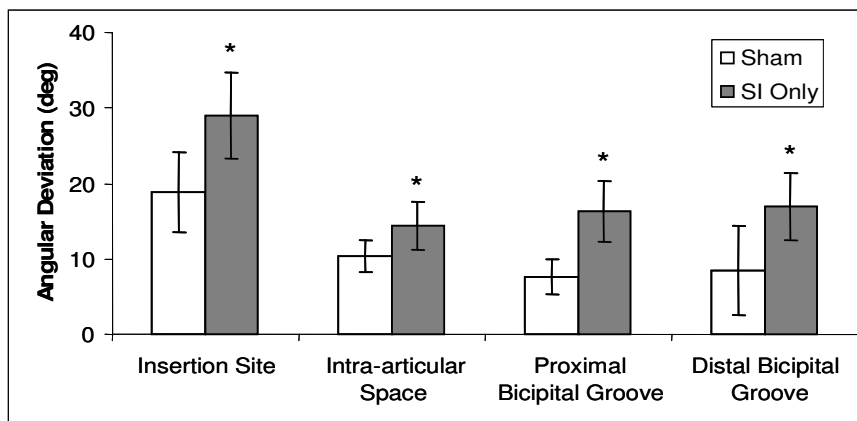 Angular Deviation (deg)
40
30
20
10
0
* * * *
Sham
SI Only
Insertion Site
Intra-articular
Space
Proximal
Bicipital Groove
Distal Bicipital
Groove